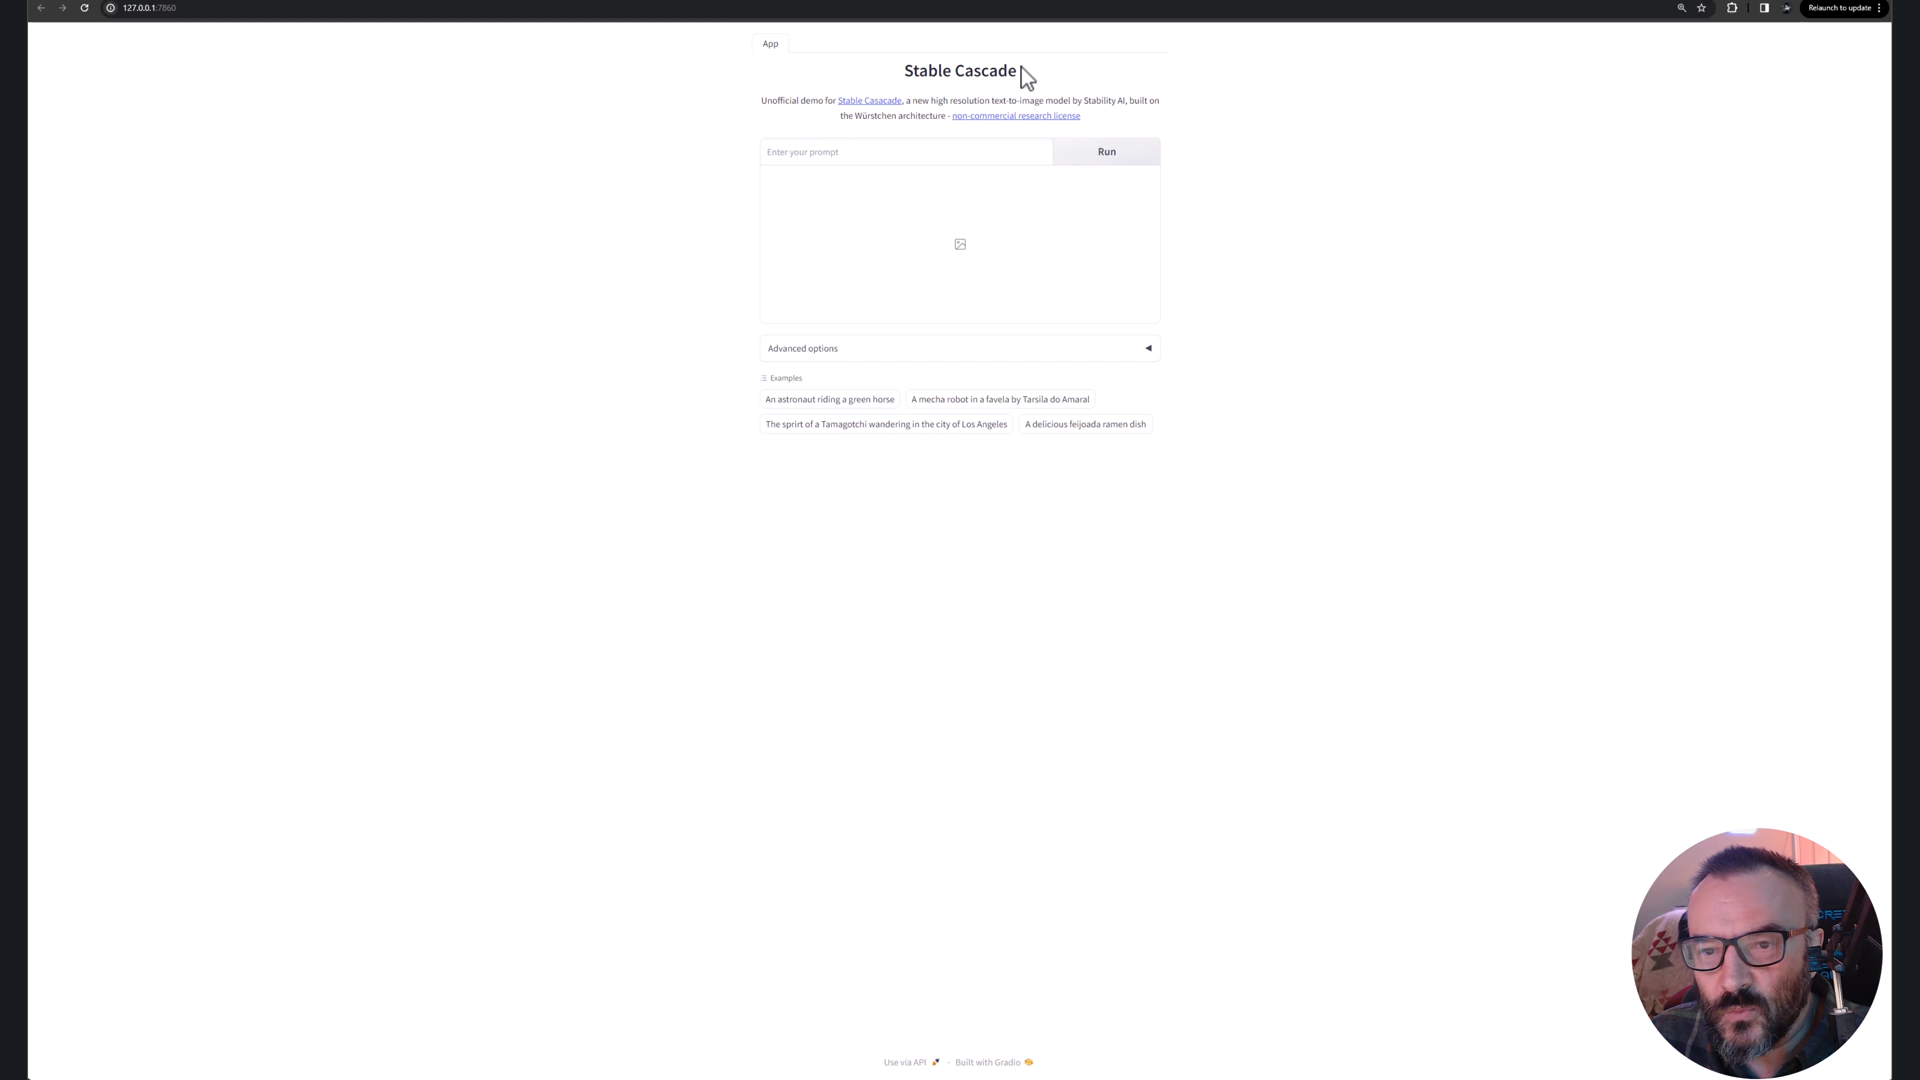 127.0.0.1:7860
Relaunch to update
App
Stable Cascade
Unofficial demo for Stable Casacade, a new high resolution text-to-image model by Stability AI, built on
the Würstchen architecture - non-commercial research license
Enter your prompt
Run
Advanced options
Examples
An astronaut riding a green horse
A mecha robot in a favela by Tarsila do Amaral
The sprirt of a Tamagotchi wandering in the city of Los Angeles
A delicious feijoada ramen dish
Use via API
· Built with Gradio